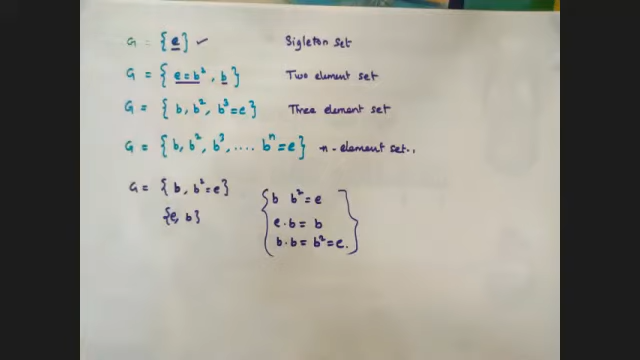 G = {e} ✓ Sigleton set
G = {e = b², b} Two element set
G = {b, b², b³ = e} Three element set
G = {b, b², b³, .... bⁿ = e} n-element set..
G = {b, b² = e} {b b² = e
{e, b} e·b = b
b·b = b² = e.}